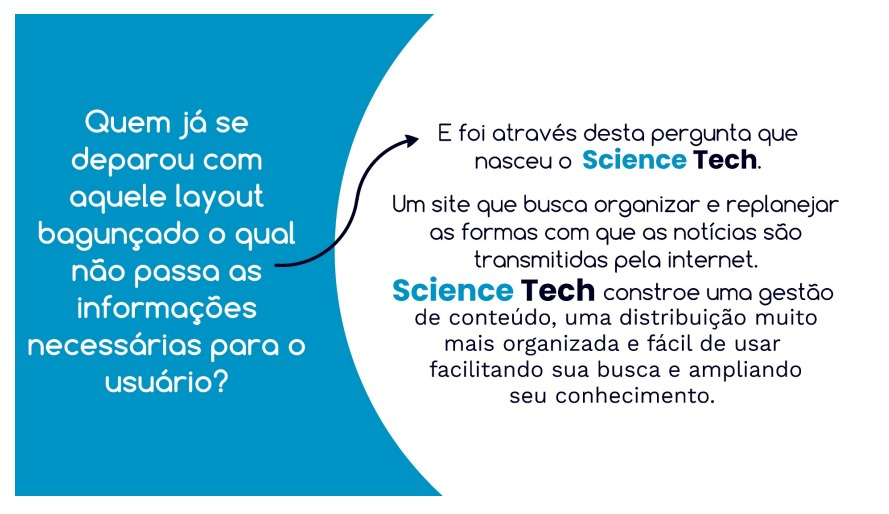 Quem já se
deparou com
aquele layout
bagunçado o qual
não passa as
informações
necessárias para o
usuário?
E foi através desta pergunta que
nasceu o Science Tech.
Um site que busca organizar e replanejar
as formas com que as notícias são
transmitidas pela internet.
Science Tech constroe uma gestão
de conteúdo, uma distribuição muito
mais organizada e fácil de usar
facilitando sua busca e ampliando
seu conhecimento.